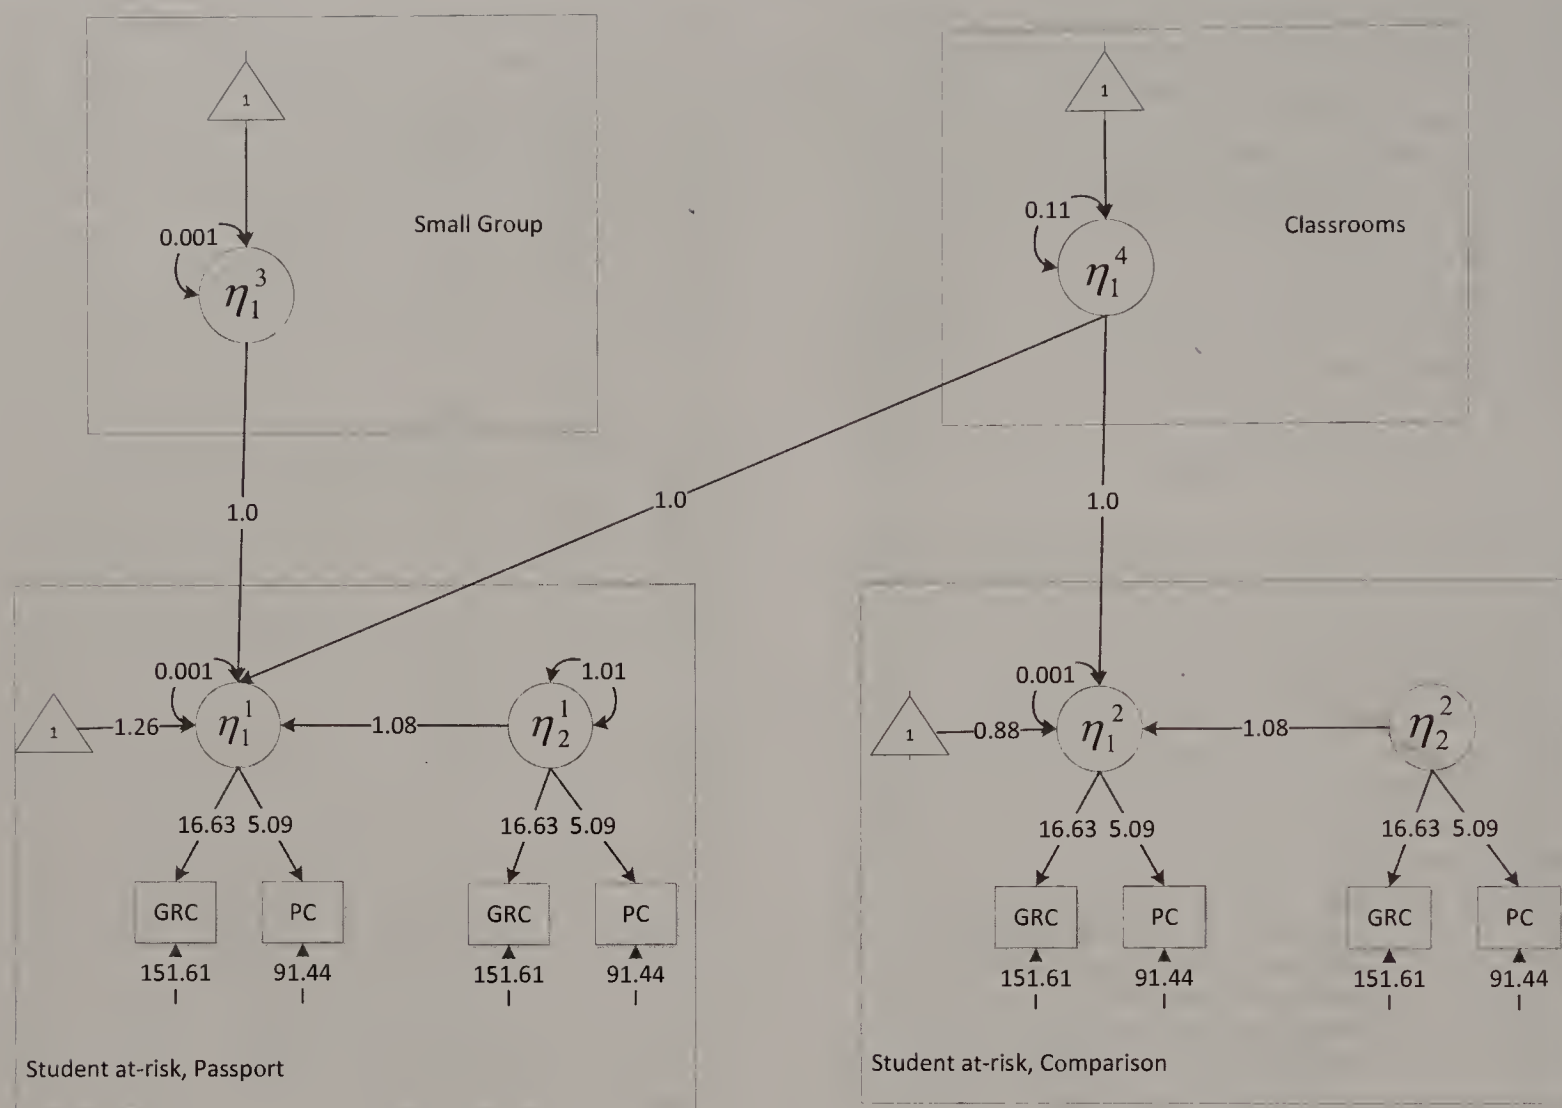 1
1
0.001
Small Group
0.11
Classrooms
η₁³
η₁⁴
1.0
1.0
1.0
0.001
1.01
0.001
1
1.26
η₁¹
1.08
η₂¹
1
0.88
η₁²
1.08
η₂²
16.63 5.09
16.63 5.09
16.63 5.09
16.63 5.09
GRC
PC
GRC
PC
GRC
PC
GRC
PC
151.61
91.44
151.61
91.44
151.61
91.44
151.61
91.44
Student at-risk, Passport
Student at-risk, Comparison